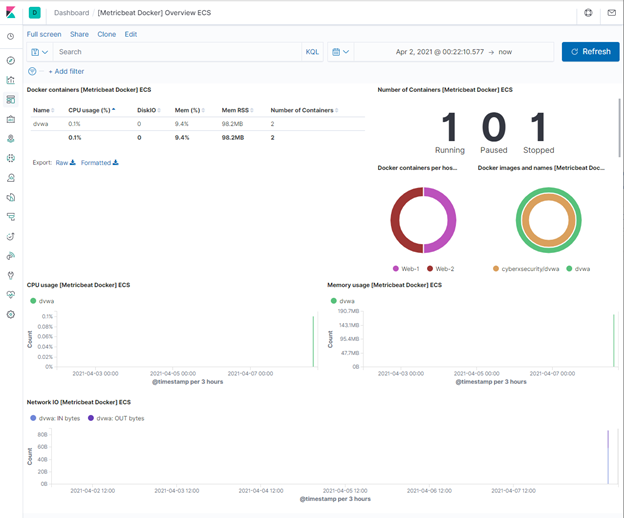 D Dashboard / [Metricbeat Docker] Overview ECS
Full screen Share Clone Edit
Search KQL Apr 2, 2021 @ 00:22:10.577 → now Refresh
+ Add filter
Docker containers [Metricbeat Docker] ECS
Name CPU usage (%) DiskIO Mem (%) Mem RSS Number of Containers
dvwa 0.1% 0 9.4% 98.2MB 2
0.1% 0 9.4% 98.2MB 2
Export: Raw Formatted
Number of Containers [Metricbeat Docker] ECS
1 0 1
Running Paused Stopped
Docker containers per hos...
Web-1 Web-2
Docker images and names [Metricbeat Doc...
cyberxsecurity/dvwa dvwa
CPU usage [Metricbeat Docker] ECS
dvwa
0.1%
0.08%
0.06%
0.04%
0.02%
0%
Count
2021-04-03 00:00 2021-04-05 00:00 2021-04-07 00:00
@timestamp per 3 hours
Memory usage [Metricbeat Docker] ECS
dvwa
190.7MB
143.1MB
95.4MB
47.7MB
0B
Count
2021-04-03 00:00 2021-04-05 00:00 2021-04-07 00:00
@timestamp per 3 hours
Network IO [Metricbeat Docker] ECS
dvwa: IN bytes dvwa: OUT bytes
80B
60B
40B
20B
0B
Count
2021-04-02 12:00 2021-04-03 12:00 2021-04-04 12:00 2021-04-05 12:00 2021-04-06 12:00 2021-04-07 12:00
@timestamp per 3 hours